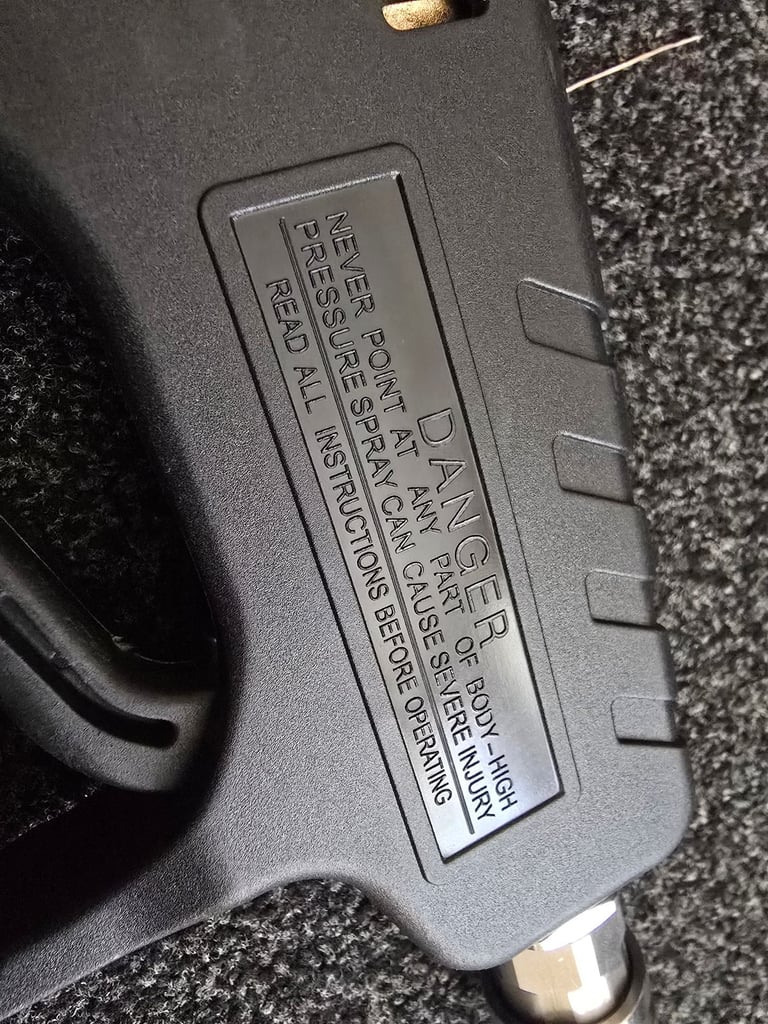 DANGER
NEVER POINT AT ANY PART OF BODY-HIGH
PRESSURE SPRAY CAN CAUSE SEVERE INJURY
READ ALL INSTRUCTIONS BEFORE OPERATING